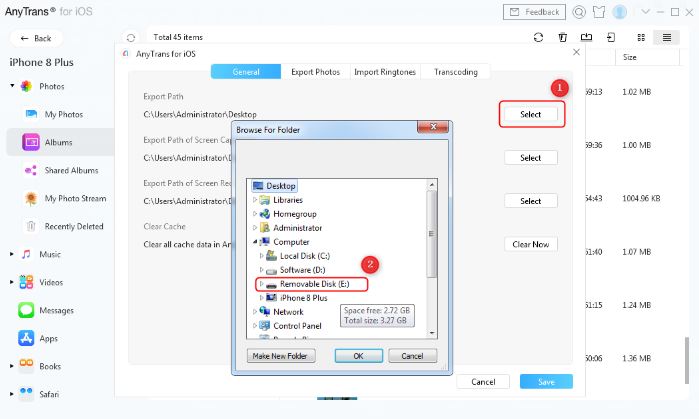 AnyTrans® for iOS
Feedback
Back
Total 45 items
iPhone 8 Plus
AnyTrans for iOS
Size
General
Export Photos
Import Ringtones
Transcoding
Photos
My Photos
Albums
Shared Albums
My Photo Stream
Recently Deleted
Music
Videos
Messages
Apps
Books
Safari
Export Path
C:\Users\Administrator\Desktop
1
Select
Export Path of Screen Cap
C:\Users\Administrator\D
Select
Export Path of Screen Rec
C:\Users\Administrator\D
Select
Clear Cache
Clear all cache data in An
Clear Now
Browse For Folder
Desktop
Libraries
Homegroup
Administrator
Computer
Local Disk (C:)
2
Software (D:)
Removable Disk (E:)
iPhone 8 Plus
Network
Control Panel
Space free: 2.72 GB
Total size: 3.27 GB
Make New Folder
OK
Cancel
Cancel
Save
59:13 1.02 MB
59:36 1.00 MB
54:43 1004.96 KB
51:40 1.07 MB
51:15 1.24 MB
50:06 1.36 MB